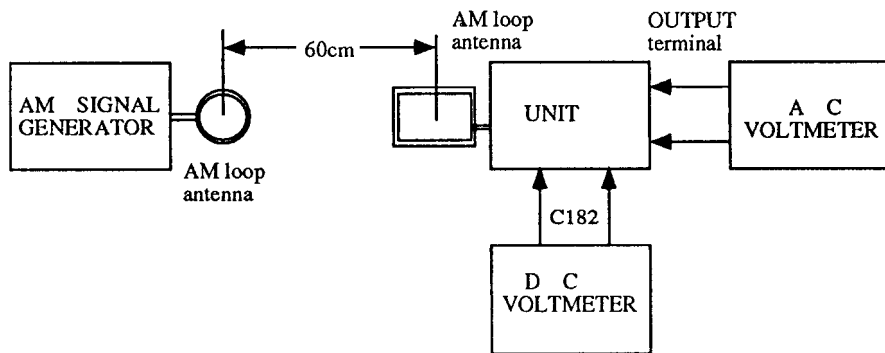 AM loop
antenna
OUTPUT
terminal
60cm
AM SIGNAL
GENERATOR
UNIT
A C
VOLTMETER
AM loop
antenna
C182
D C
VOLTMETER